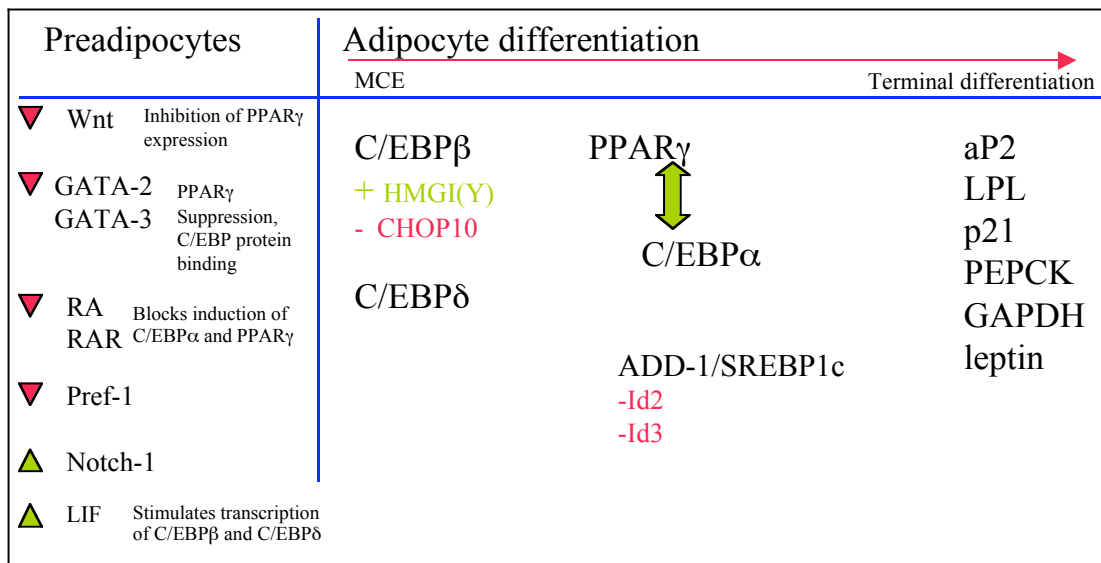 Preadipocytes
Adipocyte differentiation
MCE
Terminal differentiation
Wnt
Inhibition of PPARγ
expression
GATA-2
GATA-3
PPARγ
Suppression,
C/EBP protein
binding
RA
RAR
Blocks induction of
C/EBPα and PPARγ
Pref-1
Notch-1
LIF
Stimulates transcription
of C/EBPβ and C/EBPδ
C/EBPβ
+ HMGI(Y)
- CHOP10
C/EBPδ
PPARγ
C/EBPα
ADD-1/SREBP1c
-Id2
-Id3
aP2
LPL
p21
PEPCK
GAPDH
leptin